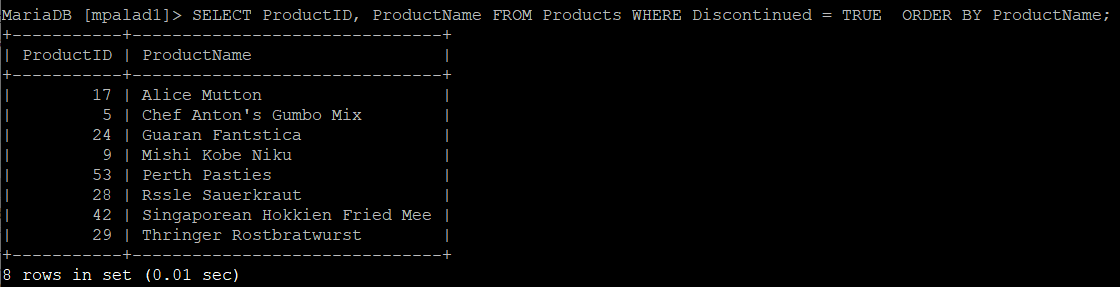 MariaDB [mpalad1]> SELECT ProductID, ProductName FROM Products WHERE Discontinued = TRUE  ORDER BY ProductName;
+-----------+------------------------------+
| ProductID | ProductName                  |
+-----------+------------------------------+
|        17 | Alice Mutton                 |
|         5 | Chef Anton's Gumbo Mix       |
|        24 | Guaran Fantstica             |
|         9 | Mishi Kobe Niku              |
|        53 | Perth Pasties                |
|        28 | Rssle Sauerkraut             |
|        42 | Singaporean Hokkien Fried Mee |
|        29 | Thringer Rostbratwurst       |
+-----------+------------------------------+
8 rows in set (0.01 sec)